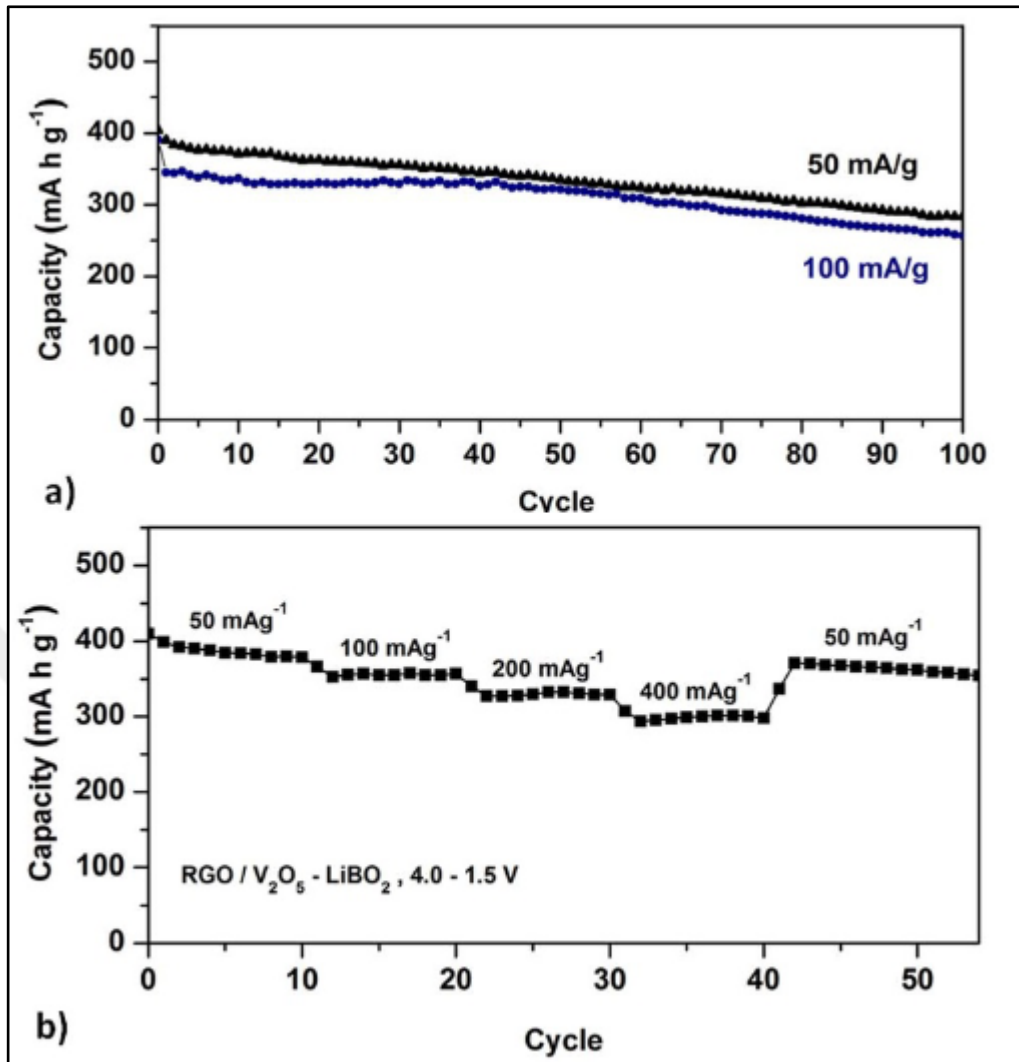 500
400
300
200
100
0
Capacity (mA h g⁻¹)
50 mA/g
100 mA/g
0 10 20 30 40 50 60 70 80 90 100
Cycle
a)
500
400
300
200
100
0
Capacity (mA h g⁻¹)
50 mAg⁻¹
100 mAg⁻¹
200 mAg⁻¹
400 mAg⁻¹
50 mAg⁻¹
RGO / V₂O₅ - LiBO₂ , 4.0 - 1.5 V
0 10 20 30 40 50
Cycle
b)